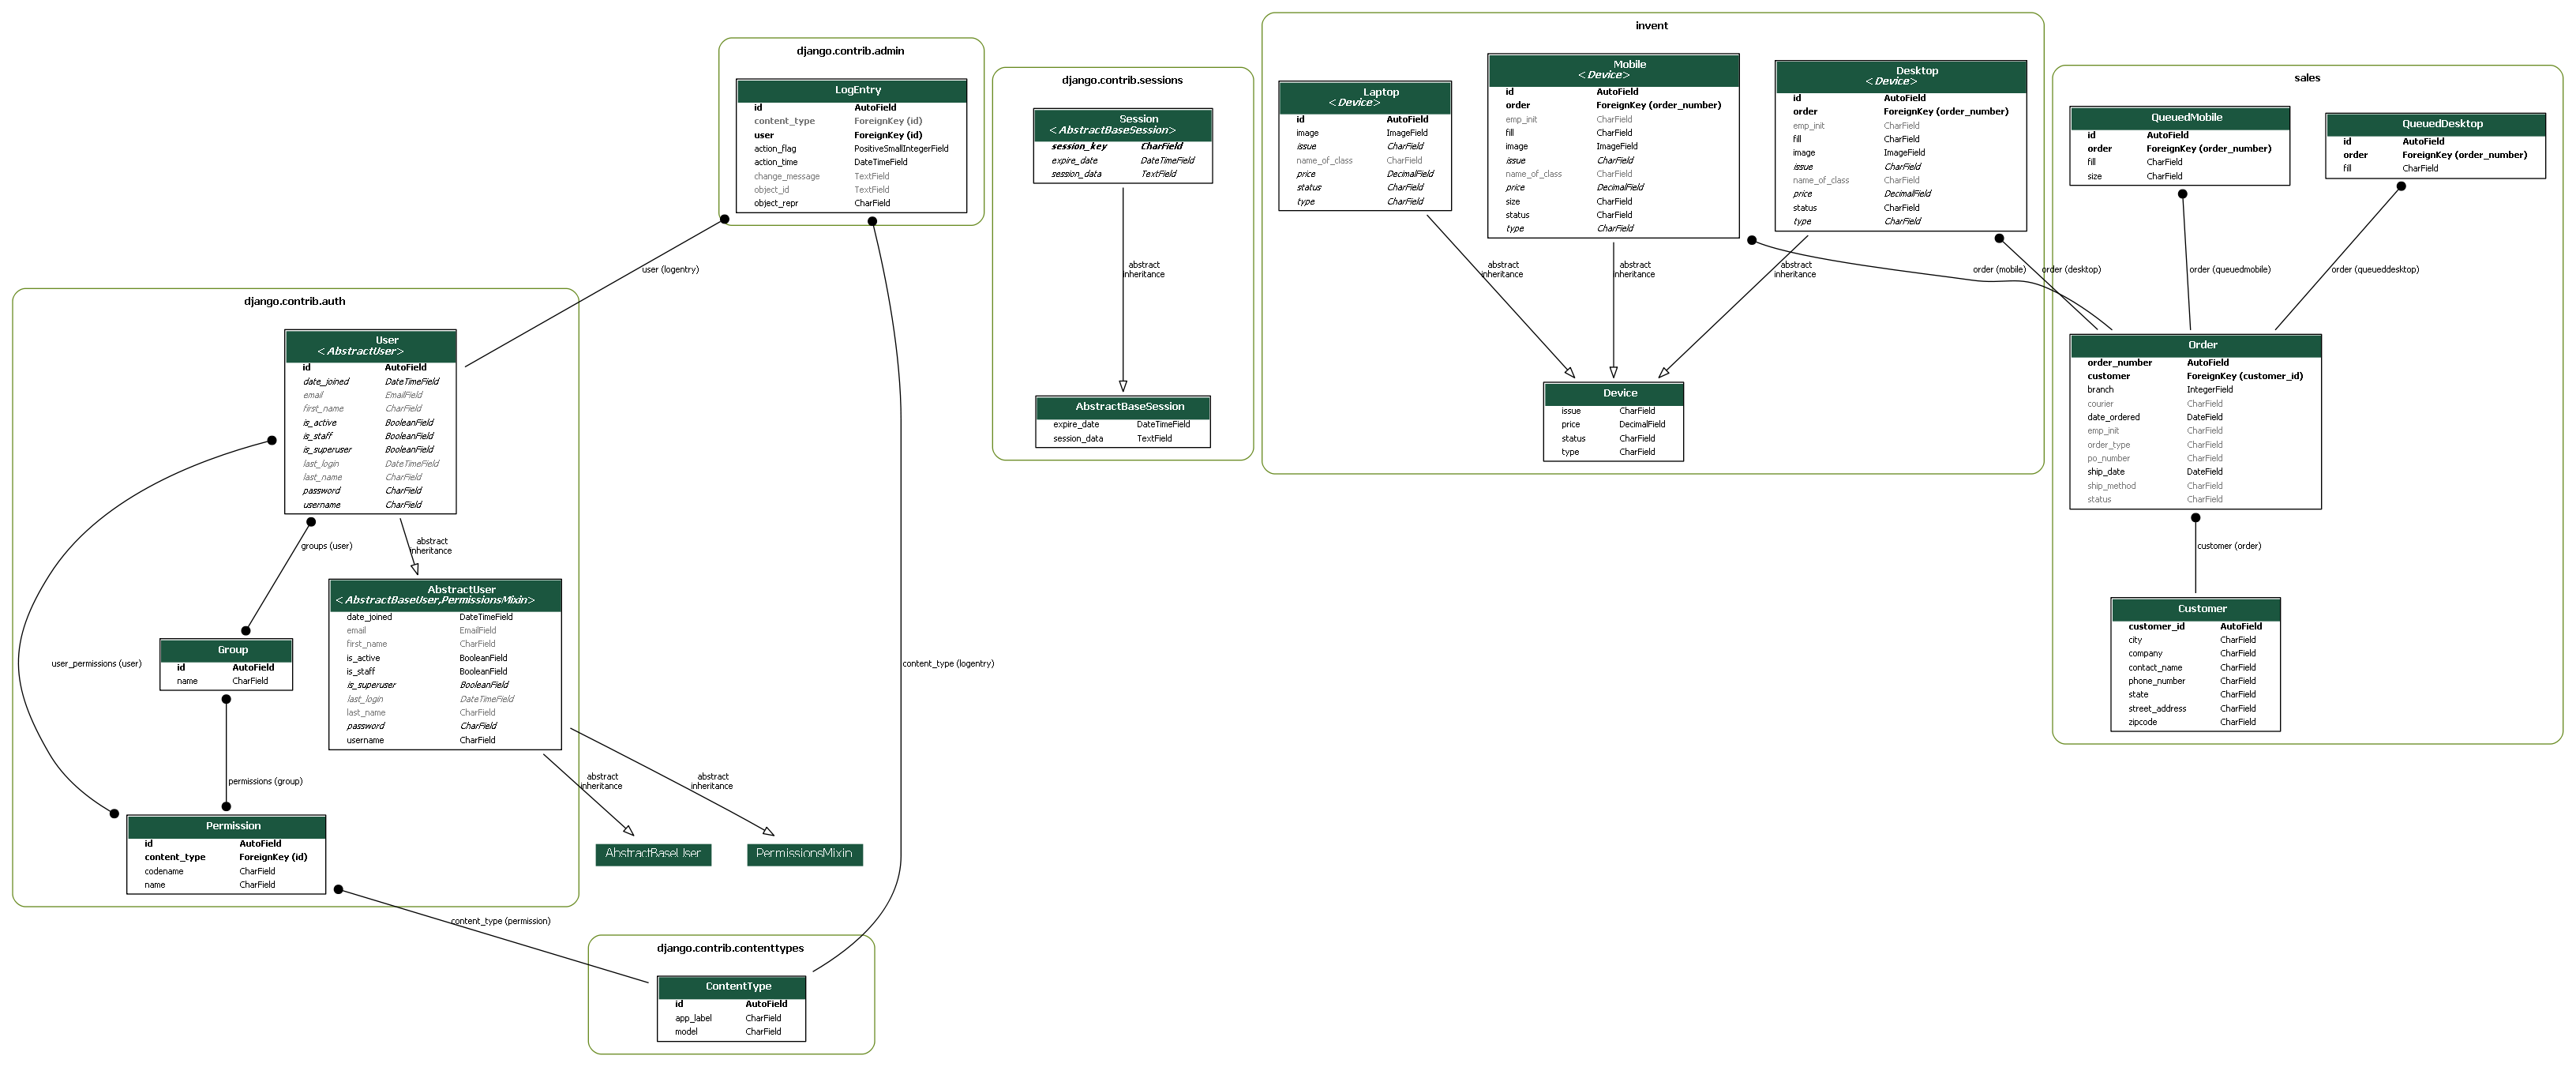 django.contrib.admin
LogEntry
id AutoField
content_type ForeignKey (id)
user ForeignKey (id)
action_flag PositiveSmallIntegerField
action_time DateTimeField
change_message TextField
object_id TextField
object_repr CharField
django.contrib.sessions
Session
<AbstractBaseSession>
session_key CharField
expire_date DateTimeField
session_data TextField
abstract
inheritance
AbstractBaseSession
expire_date DateTimeField
session_data TextField
invent
Laptop
<Device>
id AutoField
image ImageField
issue CharField
name_of_class CharField
price DecimalField
status CharField
type CharField
Mobile
<Device>
id AutoField
order ForeignKey (order_number)
emp_init CharField
fill CharField
image ImageField
issue CharField
name_of_class CharField
price DecimalField
size CharField
status CharField
type CharField
Desktop
<Device>
id AutoField
order ForeignKey (order_number)
emp_init CharField
fill CharField
image ImageField
issue CharField
name_of_class CharField
price DecimalField
status CharField
type CharField
abstract
inheritance
abstract
inheritance
abstract
inheritance
order (mobile)
order (desktop)
Device
issue CharField
price DecimalField
status CharField
type CharField
sales
QueuedMobile
id AutoField
order ForeignKey (order_number)
fill CharField
size CharField
QueuedDesktop
id AutoField
order ForeignKey (order_number)
fill CharField
order (queuedmobile)
order (queueddesktop)
Order
order_number AutoField
customer ForeignKey (customer_id)
branch IntegerField
courier CharField
date_ordered DateField
emp_init CharField
order_type CharField
po_number CharField
ship_date DateField
ship_method CharField
status CharField
customer (order)
Customer
customer_id AutoField
city CharField
company CharField
contact_name CharField
phone_number CharField
state CharField
street_address CharField
zipcode CharField
user (logentry)
django.contrib.auth
User
<AbstractUser>
id AutoField
date_joined DateTimeField
email EmailField
first_name CharField
is_active BooleanField
is_staff BooleanField
is_superuser BooleanField
last_login DateTimeField
last_name CharField
password CharField
username CharField
groups (user)
abstract
inheritance
AbstractUser
<AbstractBaseUser,PermissionsMixin>
date_joined DateTimeField
email EmailField
first_name CharField
is_active BooleanField
is_staff BooleanField
is_superuser BooleanField
last_login DateTimeField
last_name CharField
password CharField
username CharField
user_permissions (user)
Group
id AutoField
name CharField
permissions (group)
content_type (logentry)
abstract
inheritance
abstract
inheritance
Permission
id AutoField
content_type ForeignKey (id)
codename CharField
name CharField
AbstractBaseUser
PermissionsMixin
content_type (permission)
django.contrib.contenttypes
ContentType
id AutoField
app_label CharField
model CharField